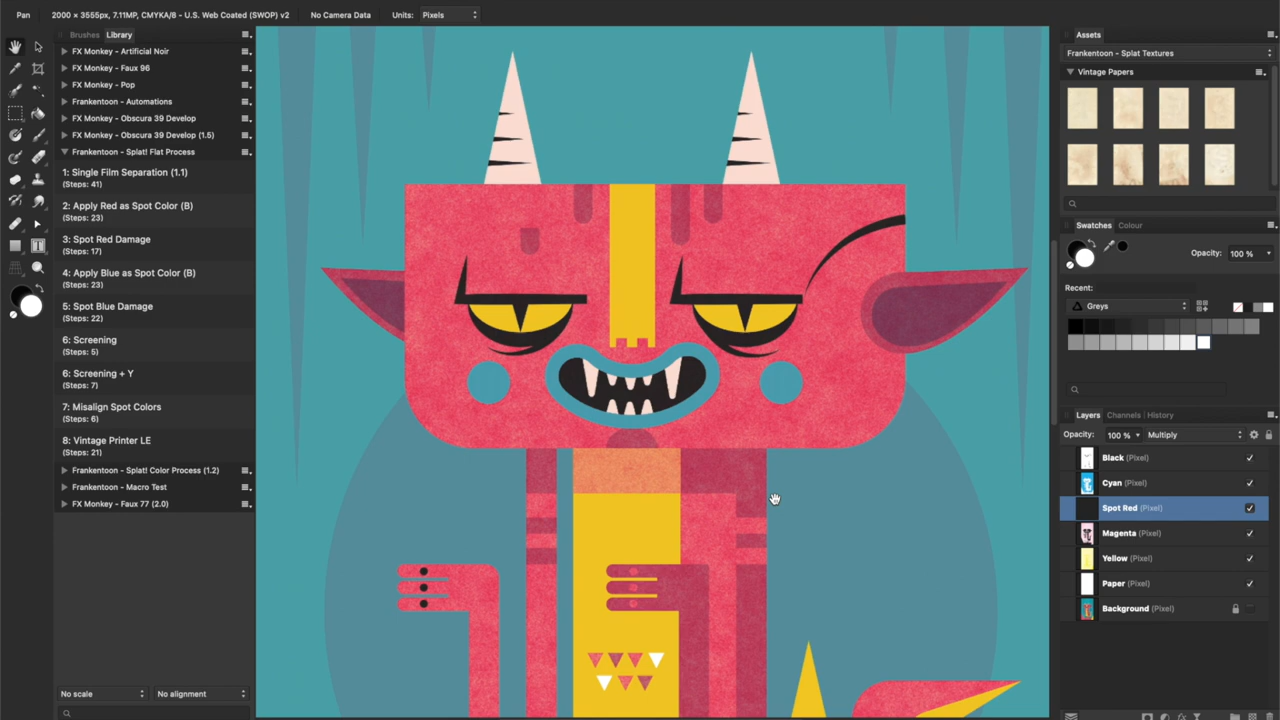 Pan 2000 × 3555px, 7.11MP, CMYKA/8 - U.S. Web Coated (SWOP) v2 No Camera Data Units: Pixels
Brushes Library
FX Monkey - Artificial Noir
FX Monkey - Faux 96
FX Monkey - Pop
Frankentoon - Automations
FX Monkey - Obscura 39 Develop
FX Monkey - Obscura 39 Develop (1.5)
Frankentoon - Splat! Flat Process
1: Single Film Separation (1.1)
(Steps: 41)
2: Apply Red as Spot Color (B)
(Steps: 23)
3: Spot Red Damage
(Steps: 17)
4: Apply Blue as Spot Color (B)
(Steps: 23)
5: Spot Blue Damage
(Steps: 22)
6: Screening
(Steps: 5)
6: Screening + Y
(Steps: 7)
7: Misalign Spot Colors
(Steps: 6)
8: Vintage Printer LE
(Steps: 21)
Frankentoon - Splat! Color Process (1.2)
Frankentoon - Macro Test
FX Monkey - Faux 77 (2.0)
No scale No alignment
Assets
Frankentoon - Splat Textures
Vintage Papers
Swatches Colour
Opacity: 100 %
Recent:
Greys
Layers Channels History
Opacity: 100 % Multiply
Black (Pixel)
Cyan (Pixel)
Spot Red (Pixel)
Magenta (Pixel)
Yellow (Pixel)
Paper (Pixel)
Background (Pixel)